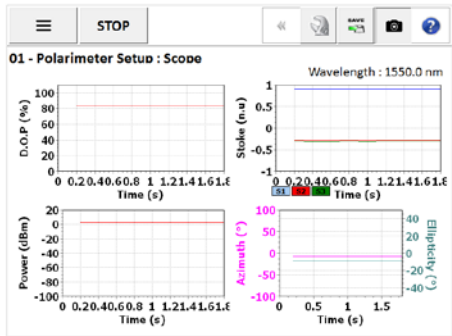 STOP
SAVE
?
01 - Polarimeter Setup : Scope
Wavelength : 1550.0 nm
D.O.P (%)
100
80
60
40
20
0
0 0.20.40.60.8 1 1.21.41.61.8
Time (s)
Stoke (n.u)
1
0.5
0
-0.5
-1
0 0.20.40.60.8 1 1.21.41.61.8
S1 S2 S3
Time (s)
Power (dBm)
20
0
-20
-40
-60
-80
-100
0 0.20.40.60.8 1 1.21.41.61.8
Time (s)
Azimuth (°)
100
50
0
-50
-100
0 0.5 1 1.5
Time (s)
40
20
0
-20
-40
Ellipticity (°)